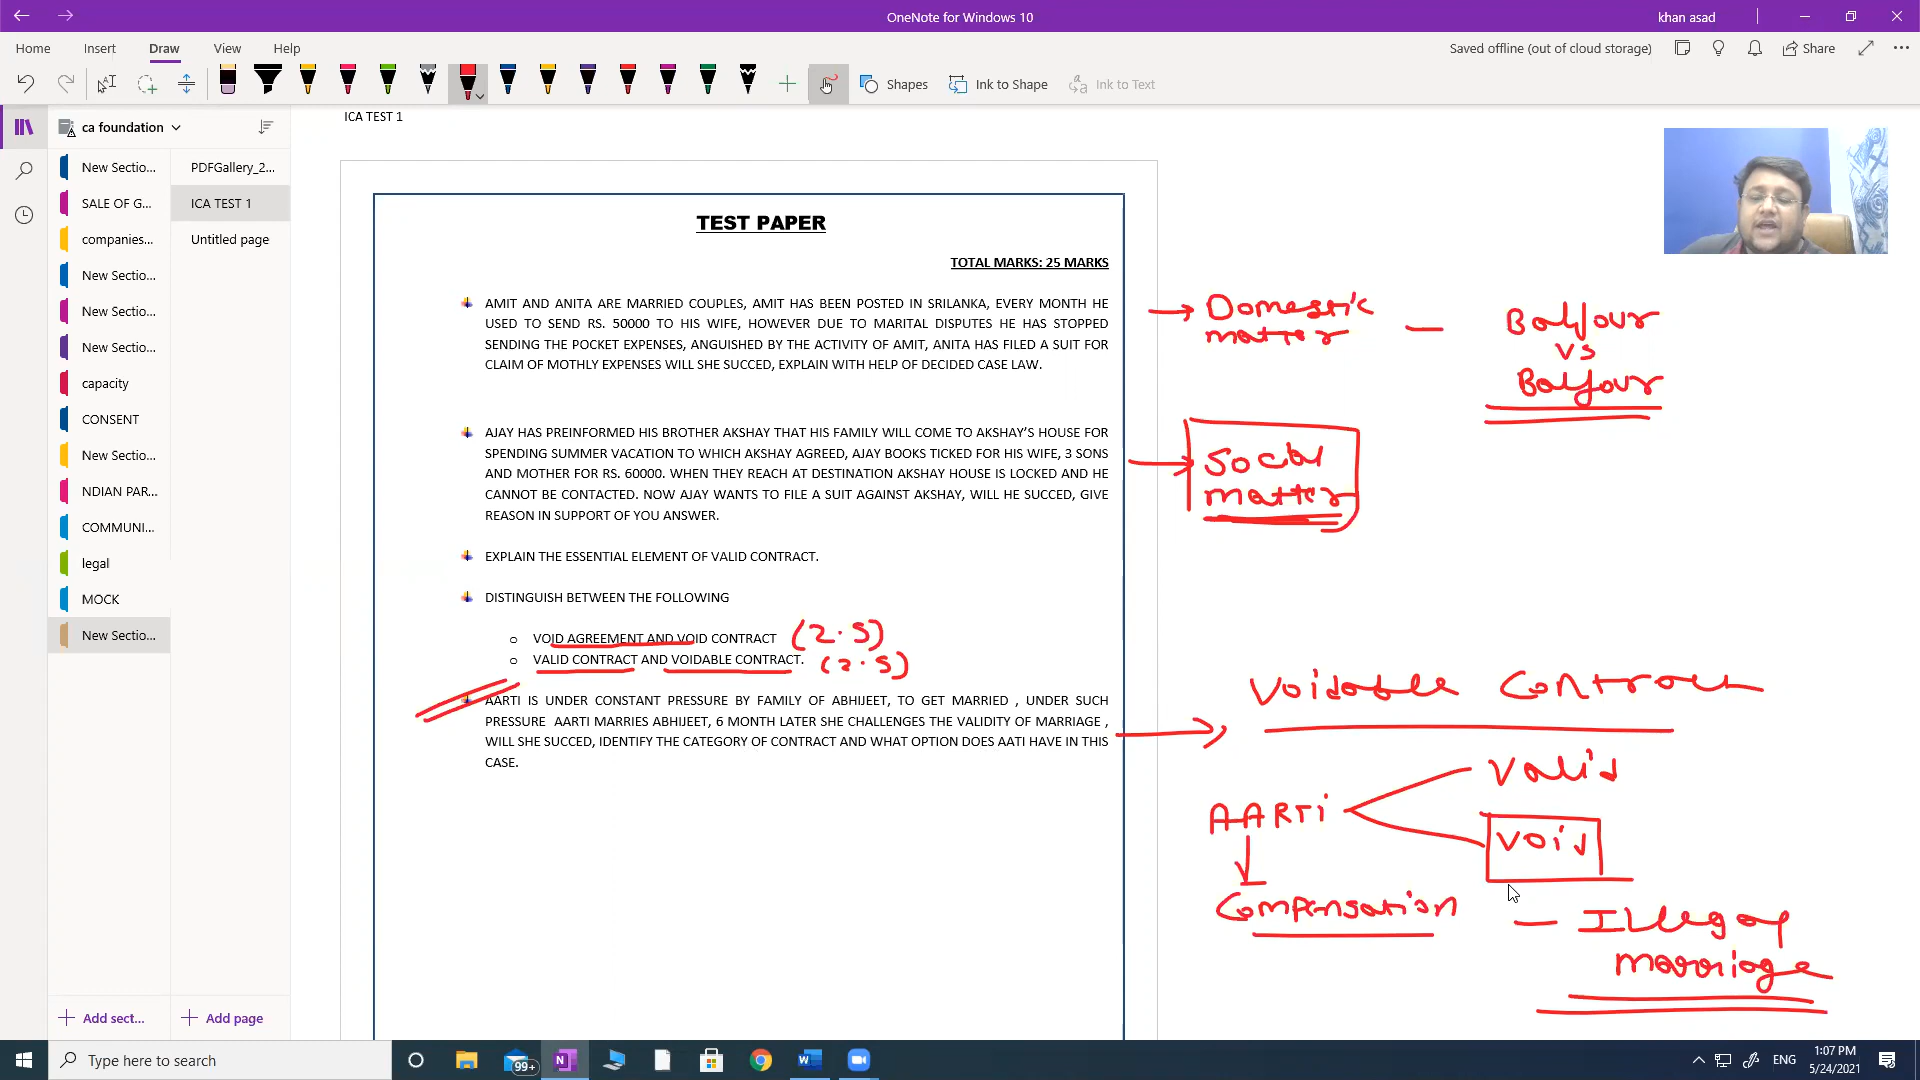 OneNote for Windows 10
khan asad
Home
Insert
Draw
View
Help
Saved offline (out of cloud storage)
Share
Shapes
Ink to Shape
Ink to Text
ca foundation
New Sectio...
SALE OF G...
companies...
New Sectio...
New Sectio...
New Sectio...
capacity
CONSENT
New Sectio...
NDIAN PAR...
COMMUNI...
legal
MOCK
New Sectio...
Add sect...
PDFGallery_2...
ICA TEST 1
Untitled page
Add page
ICA TEST 1
TEST PAPER
TOTAL MARKS: 25 MARKS
AMIT AND ANITA ARE MARRIED COUPLES, AMIT HAS BEEN POSTED IN SRILANKA, EVERY MONTH HE
USED TO SEND RS. 50000 TO HIS WIFE, HOWEVER DUE TO MARITAL DISPUTES HE HAS STOPPED
SENDING THE POCKET EXPENSES, ANGUISHED BY THE ACTIVITY OF AMIT, ANITA HAS FILED A SUIT FOR
CLAIM OF MOTHLY EXPENSES WILL SHE SUCCED, EXPLAIN WITH HELP OF DECIDED CASE LAW.
AJAY HAS PREINFORMED HIS BROTHER AKSHAY THAT HIS FAMILY WILL COME TO AKSHAY'S HOUSE FOR
SPENDING SUMMER VACATION TO WHICH AKSHAY AGREED, AJAY BOOKS TICKED FOR HIS WIFE, 3 SONS
AND MOTHER FOR RS. 60000. WHEN THEY REACH AT DESTINATION AKSHAY HOUSE IS LOCKED AND HE
CANNOT BE CONTACTED. NOW AJAY WANTS TO FILE A SUIT AGAINST AKSHAY, WILL HE SUCCED, GIVE
REASON IN SUPPORT OF YOU ANSWER.
EXPLAIN THE ESSENTIAL ELEMENT OF VALID CONTRACT.
DISTINGUISH BETWEEN THE FOLLOWING
o VOID AGREEMENT AND VOID CONTRACT (2.5)
o VALID CONTRACT AND VOIDABLE CONTRACT. (2.5)
AARTI IS UNDER CONSTANT PRESSURE BY FAMILY OF ABHIJEET, TO GET MARRIED , UNDER SUCH
PRESSURE AARTI MARRIES ABHIJEET, 6 MONTH LATER SHE CHALLENGES THE VALIDITY OF MARRIAGE ,
WILL SHE SUCCED, IDENTIFY THE CATEGORY OF CONTRACT AND WHAT OPTION DOES AATI HAVE IN THIS
CASE.
Domestic
matter
Balfour
vs
Balfour
Social
matter
Voidable Contract
Valid
AARTi
void
Compensation
Illegal
marriage
Type here to search
99+
ENG
1:07 PM
5/24/2021